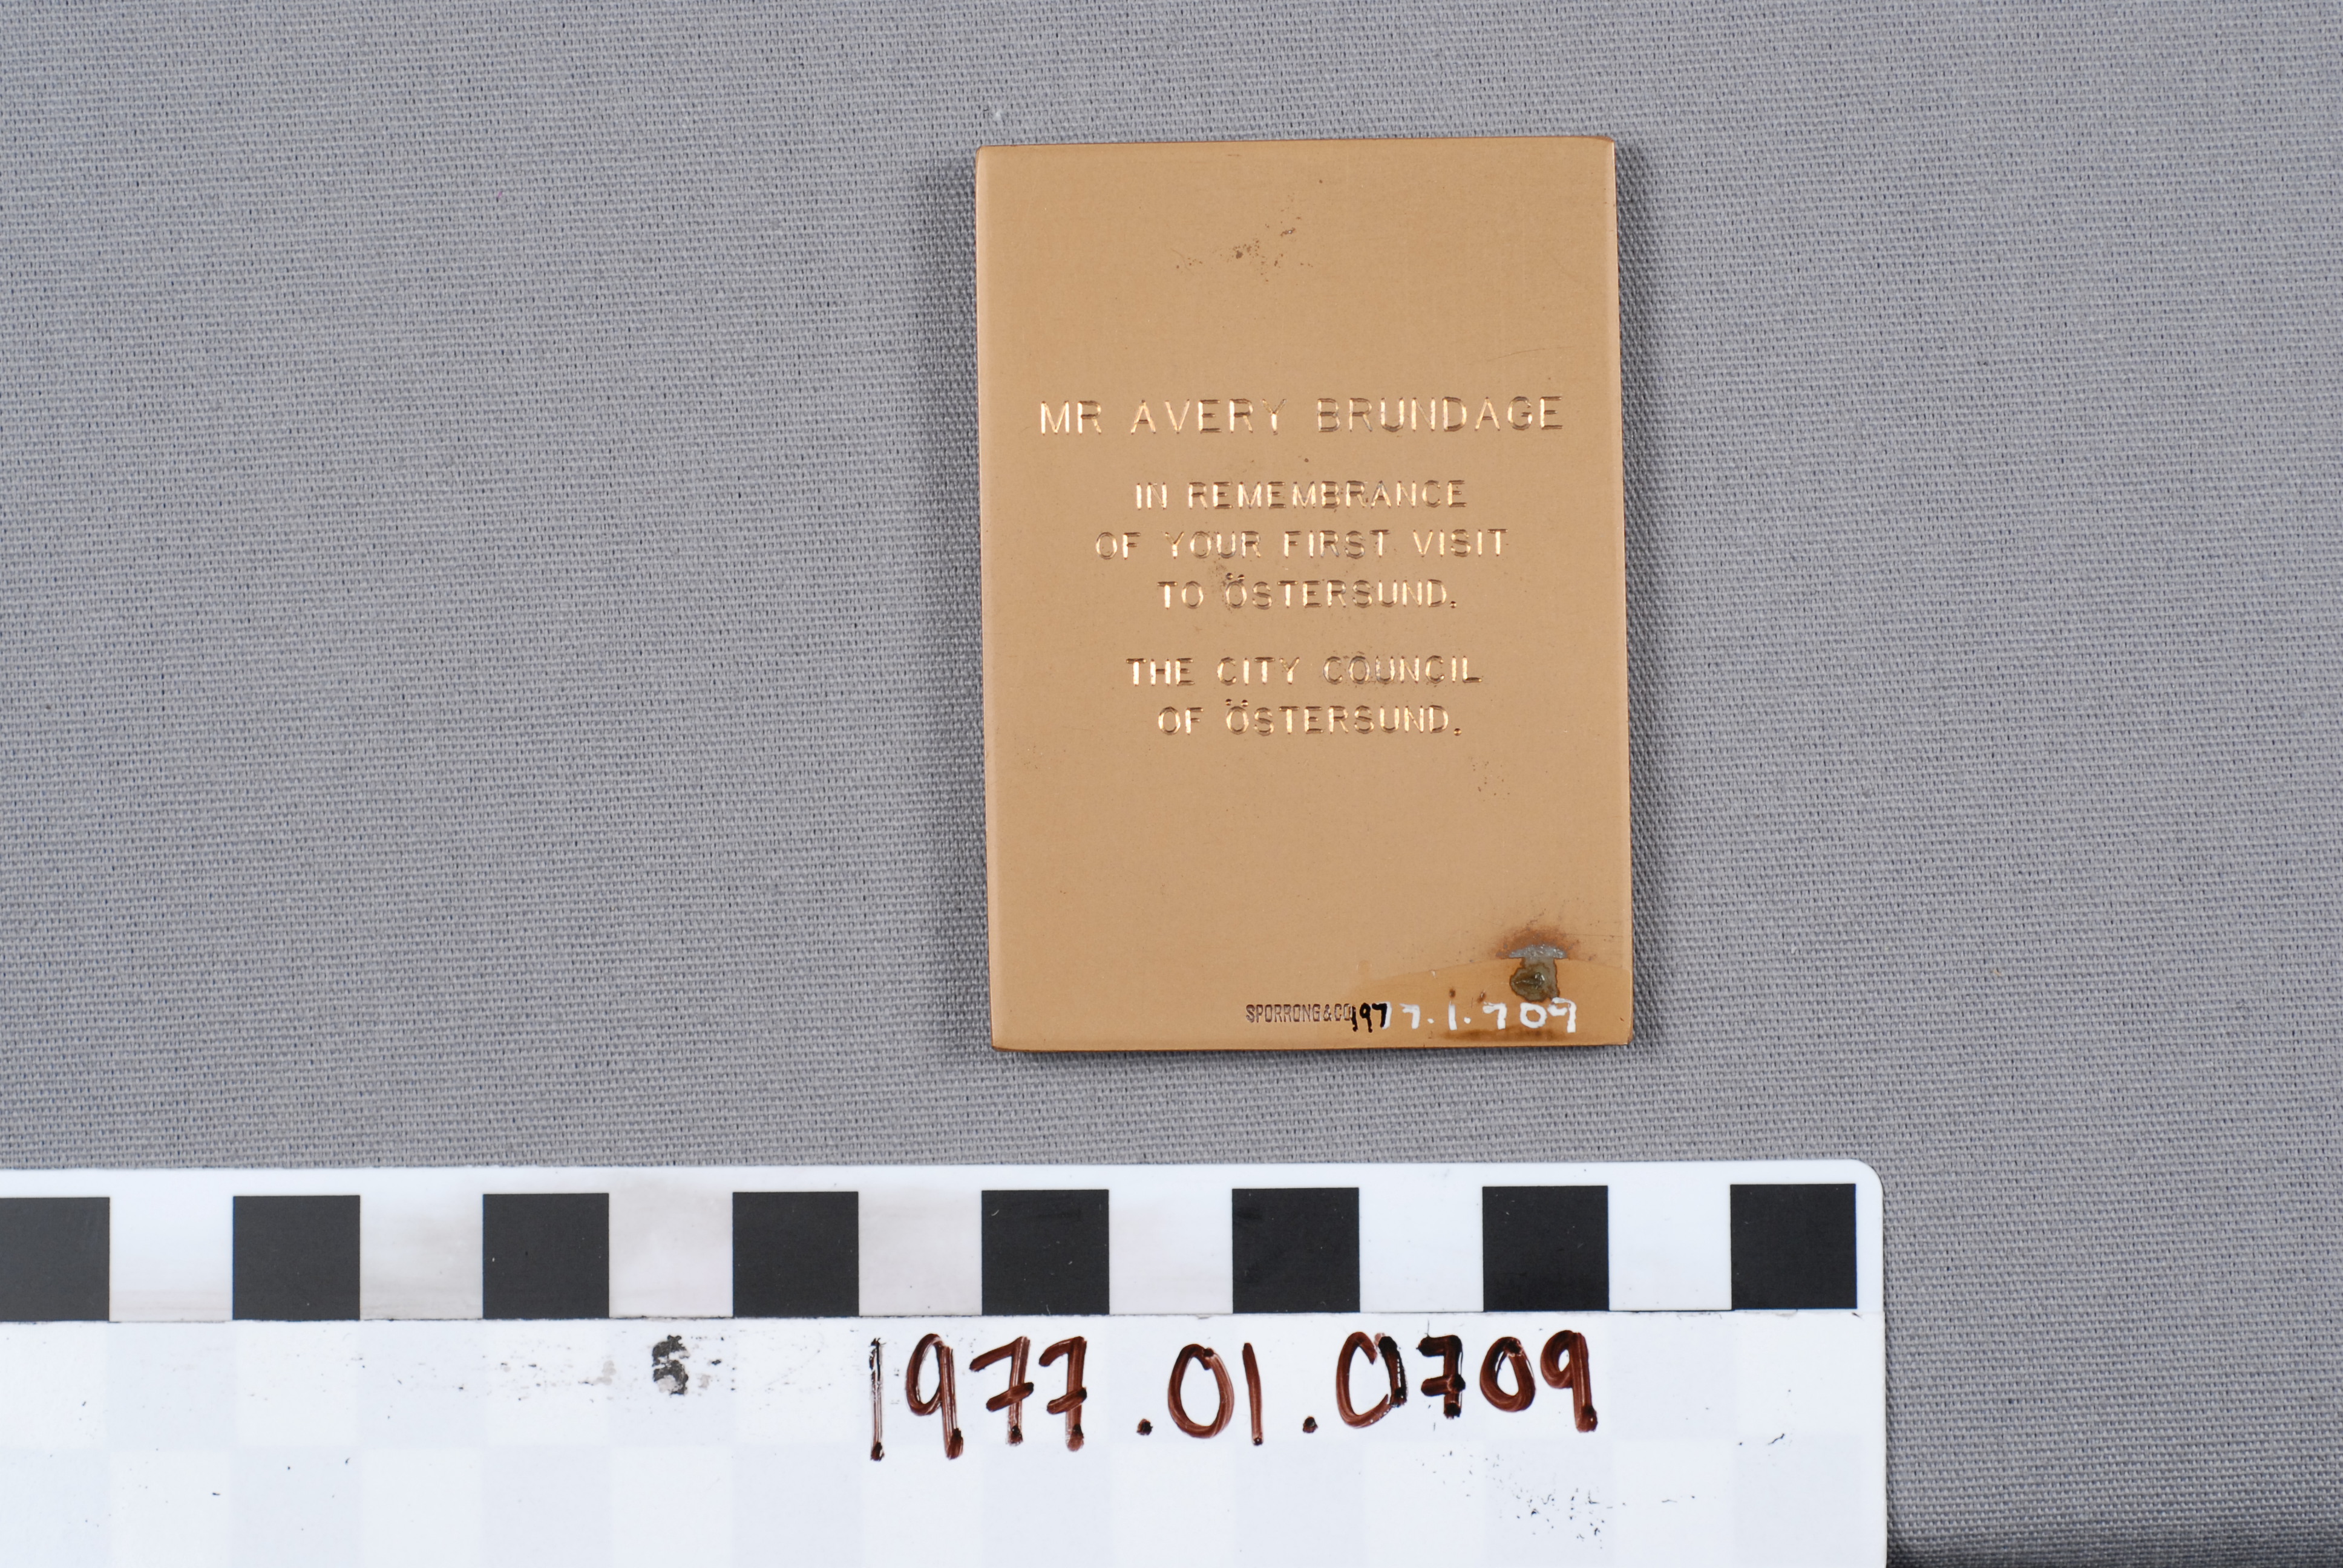 MR AVERY BRUNDAGE
IN REMEMBRANCE
OF YOUR FIRST VISIT
TO ÖSTERSUND.
THE CITY COUNCIL
OF ÖSTERSUND.
SPORRONG & CO 1977.1.709
1977.01.0709